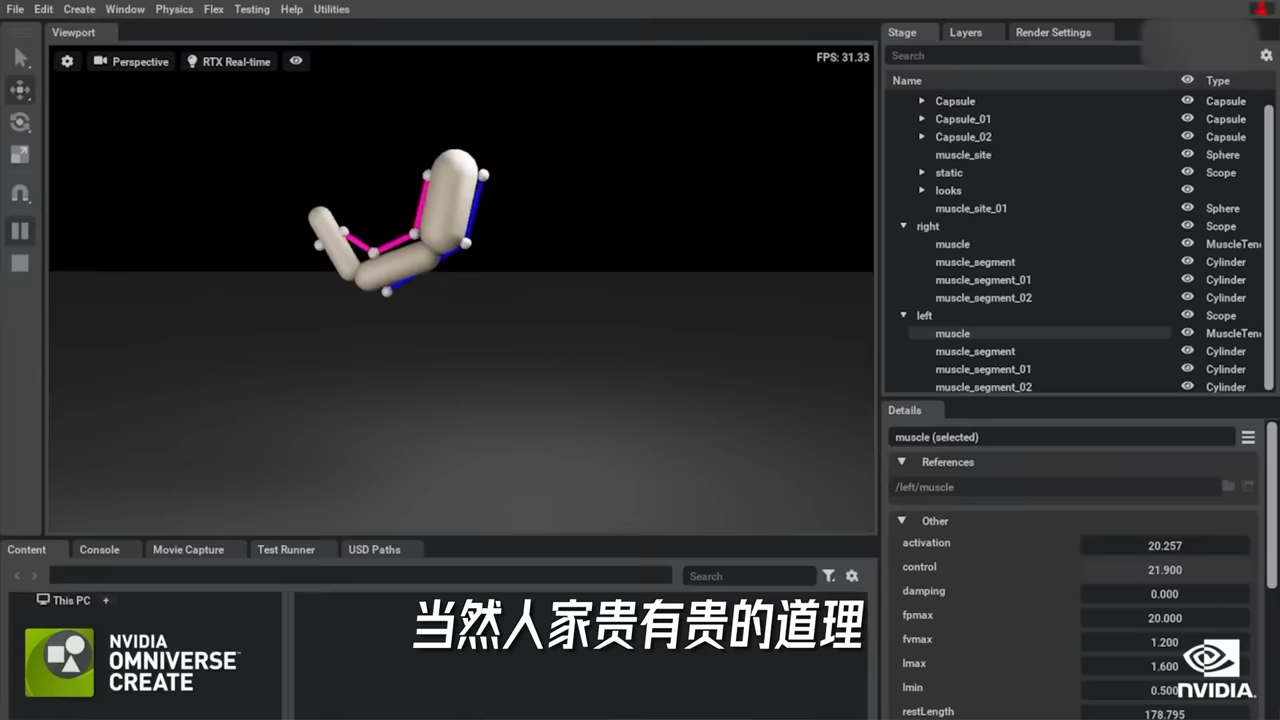 File Edit Create Window Physics Flex Testing Help Utilities
Viewport
Perspective RTX Real-time
FPS: 31.33
Stage Layers Render Settings
Search
Name Type
Capsule Capsule
Capsule_01 Capsule
Capsule_02 Capsule
muscle_site Sphere
static Scope
looks
muscle_site_01 Sphere
right Scope
muscle MuscleTen
muscle_segment Cylinder
muscle_segment_01 Cylinder
muscle_segment_02 Cylinder
left Scope
muscle MuscleTen
muscle_segment Cylinder
muscle_segment_01 Cylinder
muscle_segment_02 Cylinder
Details
muscle (selected)
References
/left/muscle
Other
activation 20.257
control 21.900
damping 0.000
fpmax 20.000
fvmax 1.200
lmax 1.600
lmin 0.500
restLength 178.795
Content Console Movie Capture Test Runner USD Paths
Search
This PC +
NVIDIA
OMNIVERSE™
CREATE
当然人家贵有贵的道理
NVIDIA.